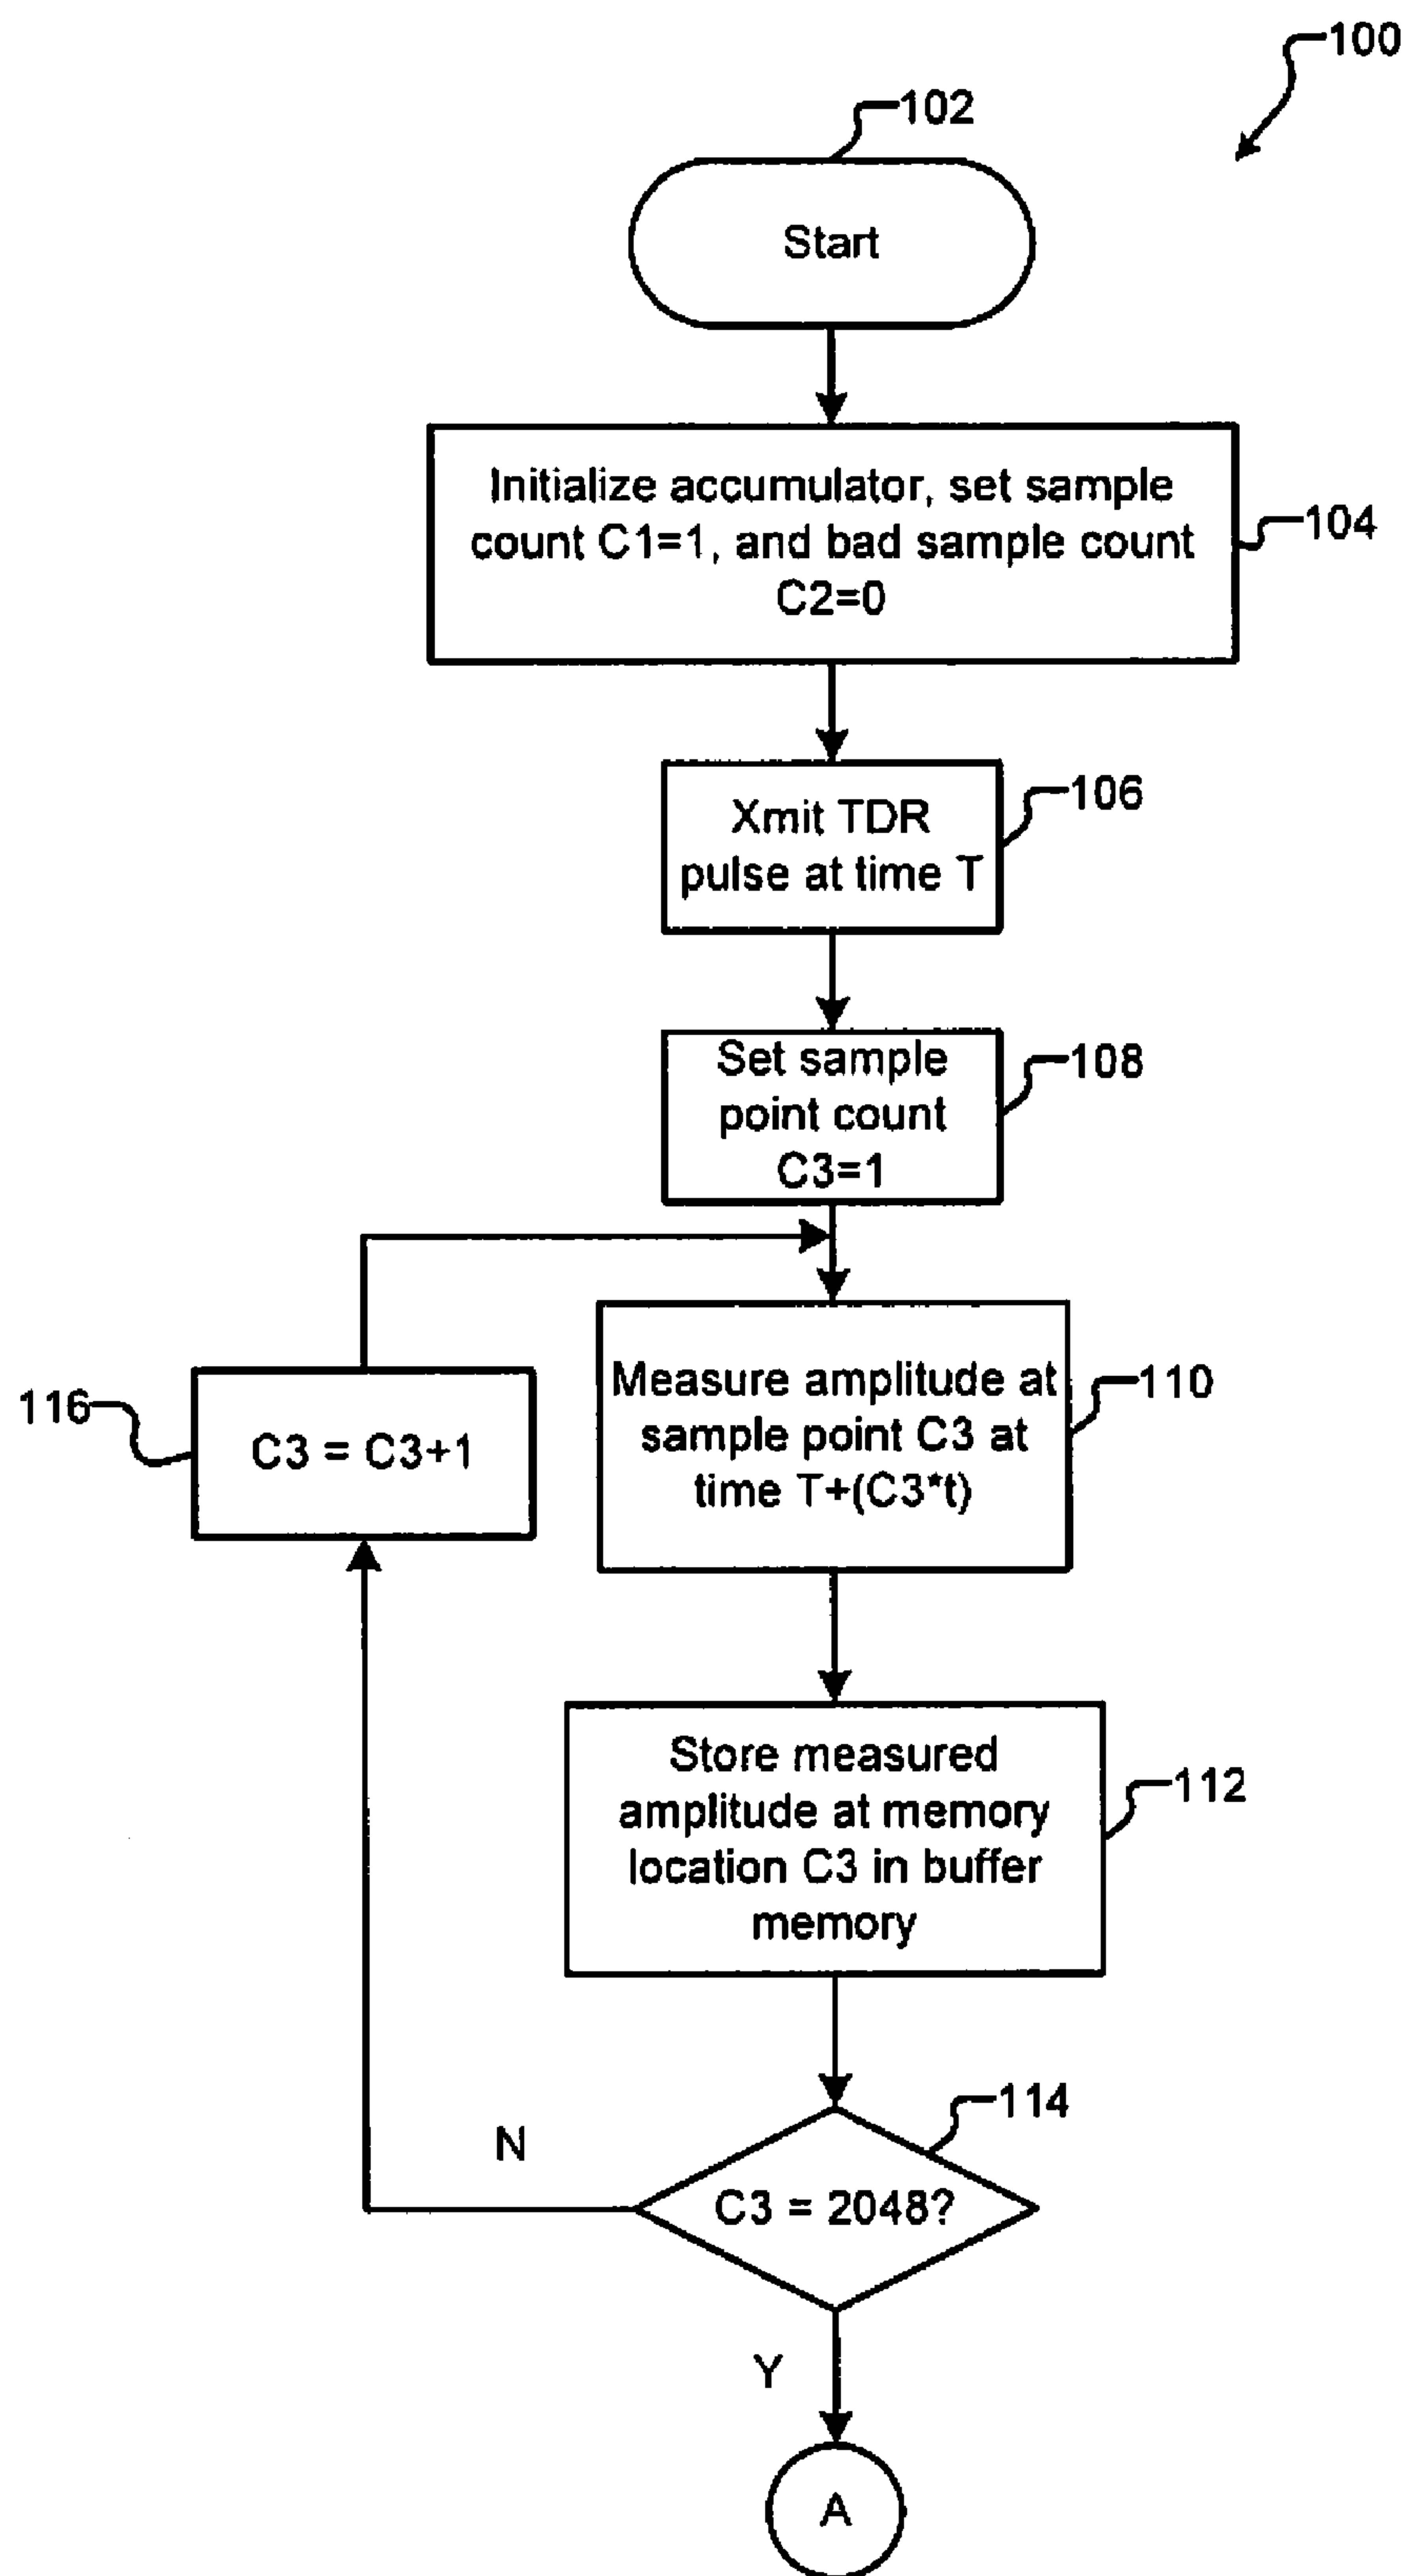 100
102
Start
Initialize accumulator, set sample
count C1=1, and bad sample count
C2=0
104
Xmit TDR
pulse at time T
106
Set sample
point count
C3=1
108
Measure amplitude at
sample point C3 at
time T+(C3*t)
110
116
C3 = C3+1
Store measured
amplitude at memory
location C3 in buffer
memory
112
114
N
C3 = 2048?
Y
A